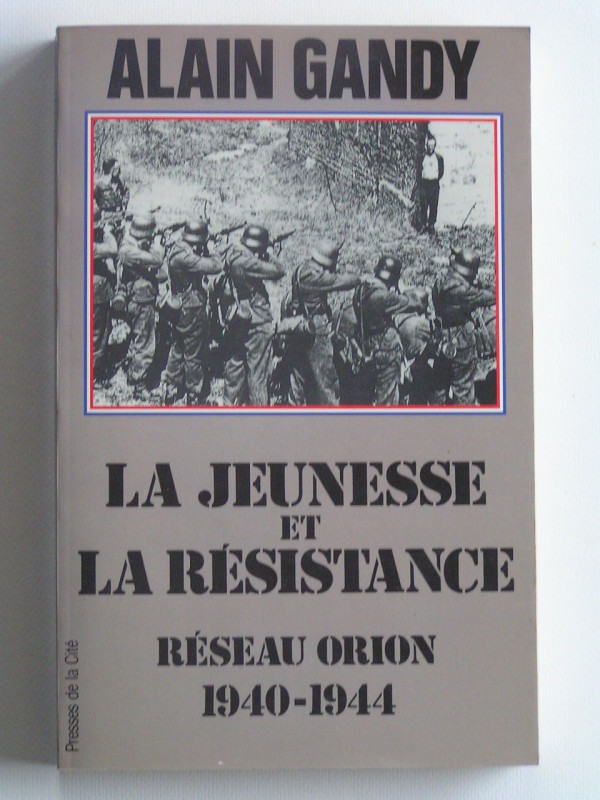 ALAIN GANDY
LA JEUNESSE
ET
LA RÉSISTANCE
RÉSEAU ORION
1940-1944
Presses de la Cité